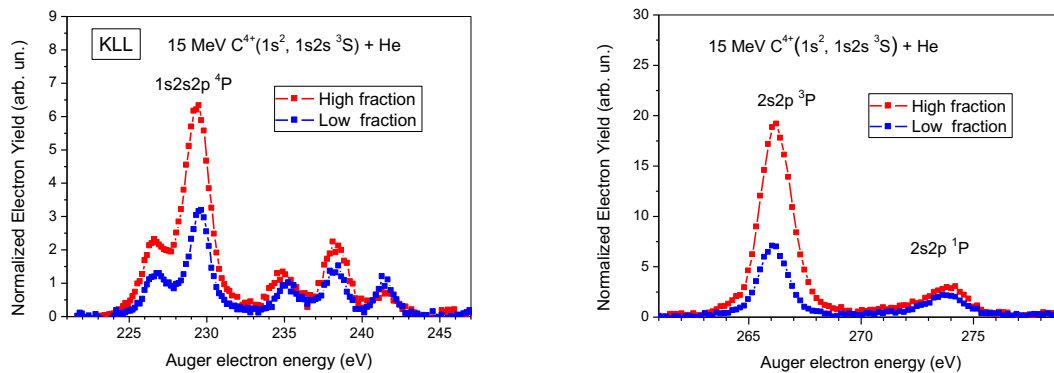 KLL
15 MeV C⁴⁺(1s², 1s2s ³S) + He
1s2s2p ⁴P
High fraction
Low fraction
Normalized Electron Yield (arb. un.)
9
8
7
6
5
4
3
2
1
0
225 230 235 240 245
Auger electron energy (eV)
15 MeV C⁴⁺(1s², 1s2s ³S) + He
2s2p ³P
High fraction
Low fraction
2s2p ¹P
Normalized Electron Yield (arb. un.)
30
25
20
15
10
5
0
265 270 275
Auger electron energy (eV)